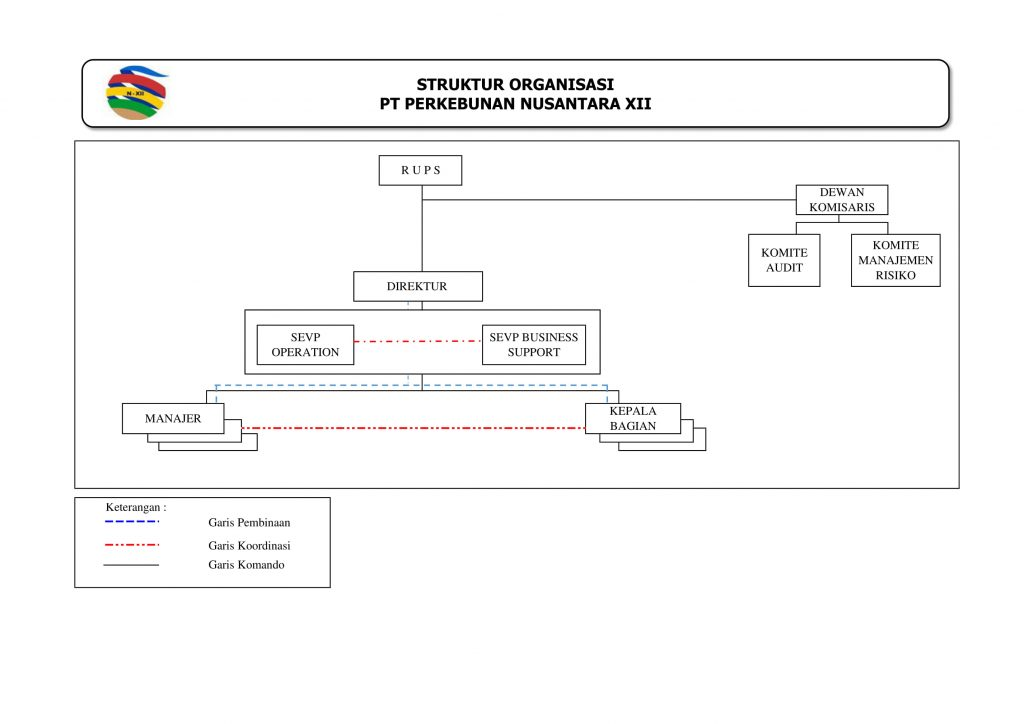 STRUKTUR ORGANISASI
PT PERKEBUNAN NUSANTARA XII
N - XII
R U P S
DEWAN
KOMISARIS
KOMITE
AUDIT
KOMITE
MANAJEMEN
RISIKO
DIREKTUR
SEVP
OPERATION
SEVP BUSINESS
SUPPORT
MANAJER
KEPALA
BAGIAN
Keterangan :
Garis Pembinaan
Garis Koordinasi
Garis Komando